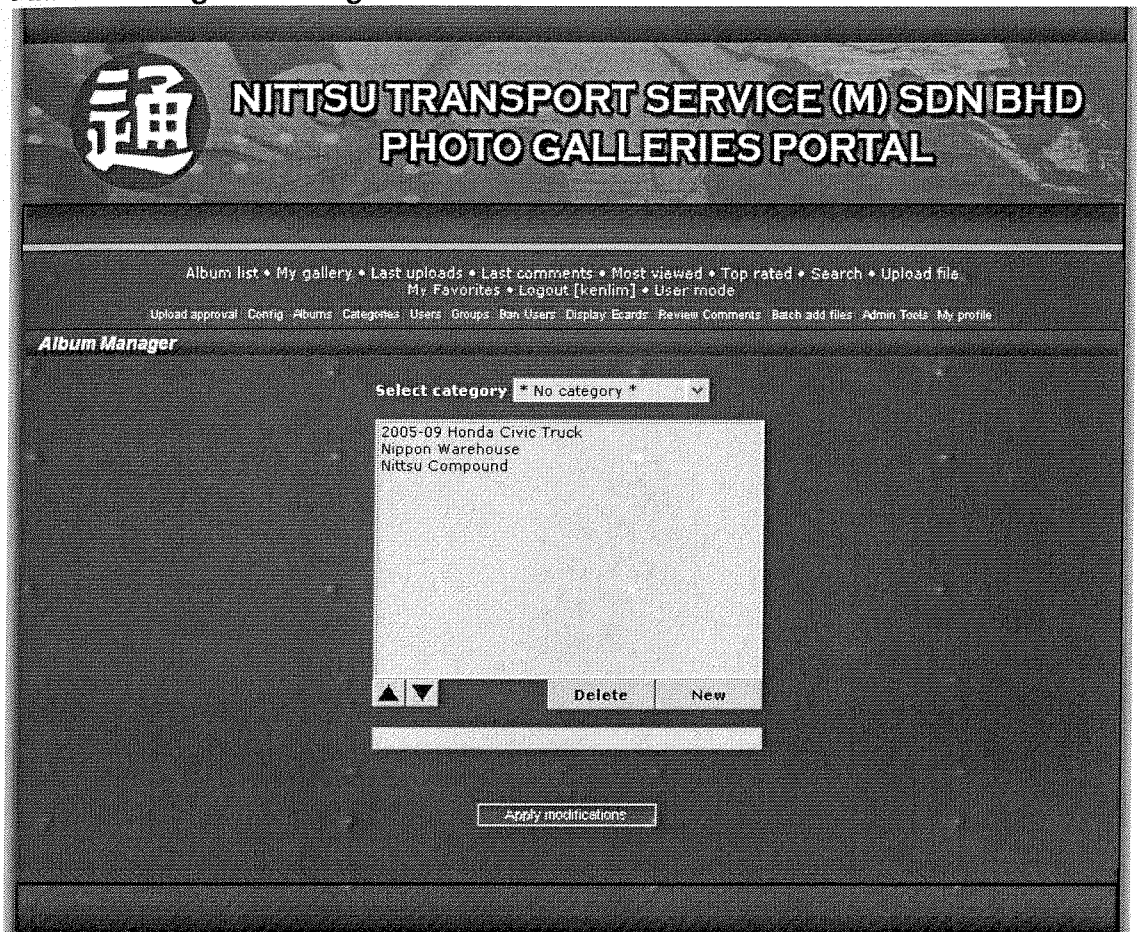 通
NITTSU TRANSPORT SERVICE (M) SDN BHD
PHOTO GALLERIES PORTAL
Album list • My gallery • Last uploads • Last comments • Most viewed • Top rated • Search • Upload file
My Favorites • Logout [kenlim] • User mode
Upload approval Config Albums Categories Users Groups Ban Users Display Ecards Review Comments Batch add files Admin Tools My profile
Album Manager
Select category * No category *
2005-09 Honda Civic Truck
Nippon Warehouse
Nittsu Compound
Delete New
Apply modifications